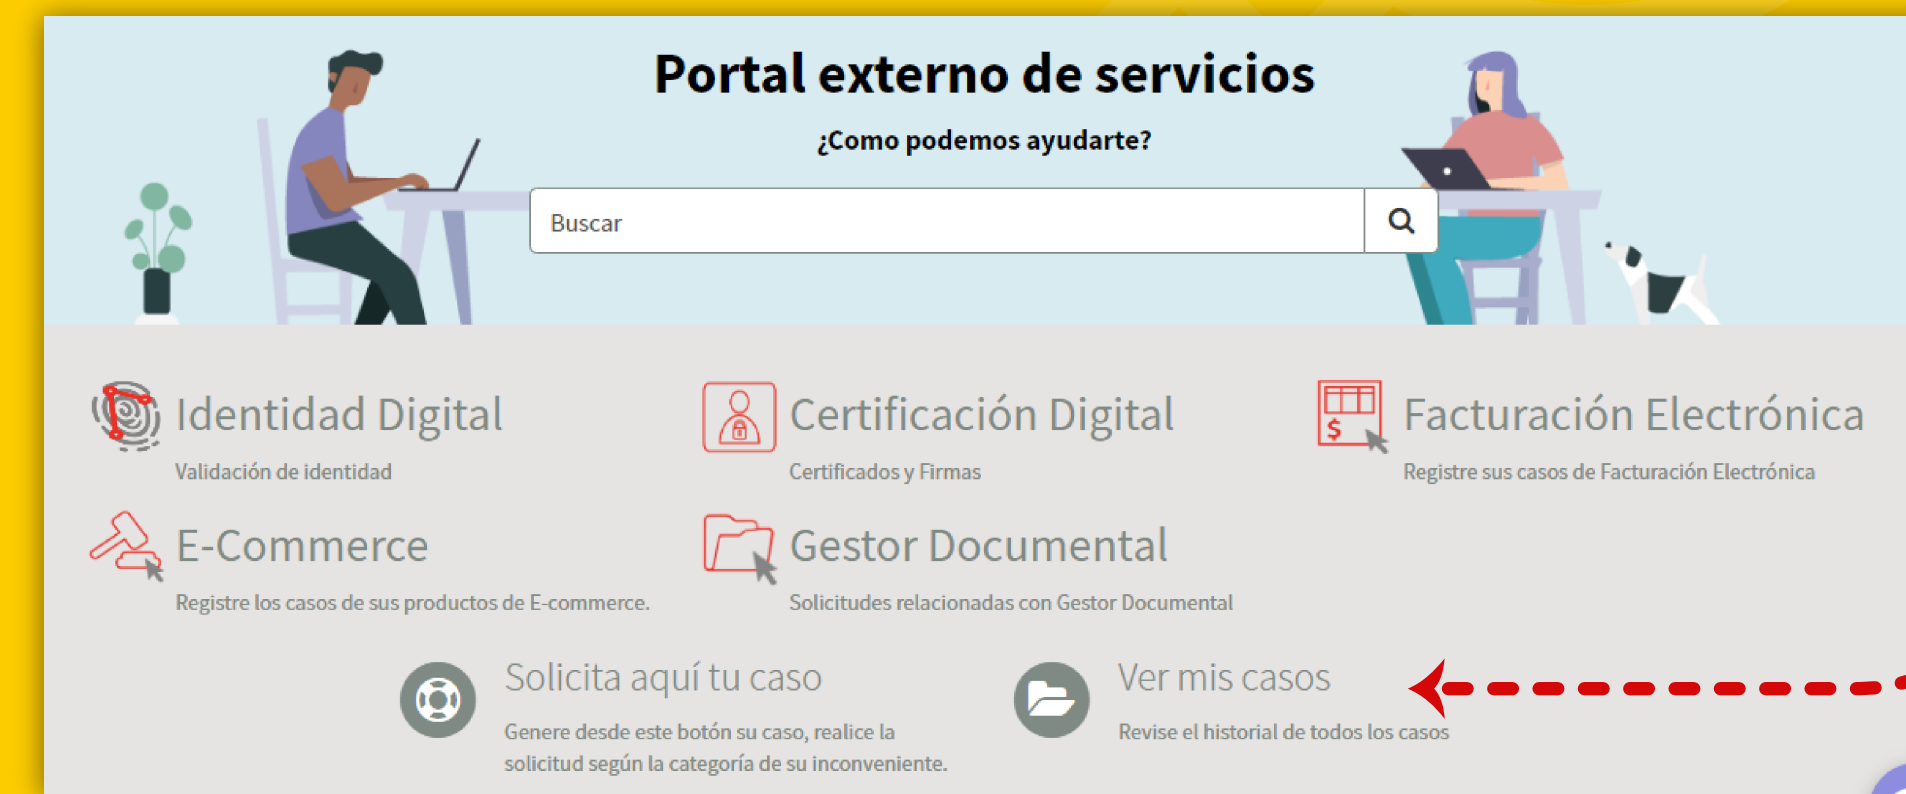 Portal externo de servicios
¿Como podemos ayudarte?
Buscar
Identidad Digital
Validación de identidad
Certificación Digital
Certificados y Firmas
Facturación Electrónica
$
Registre sus casos de Facturación Electrónica
E-Commerce
Registre los casos de sus productos de E-commerce.
Gestor Documental
Solicitudes relacionadas con Gestor Documental
Solicita aquí tu caso
Genere desde este botón su caso, realice la
solicitud según la categoría de su inconveniente.
Ver mis casos
Revise el historial de todos los casos